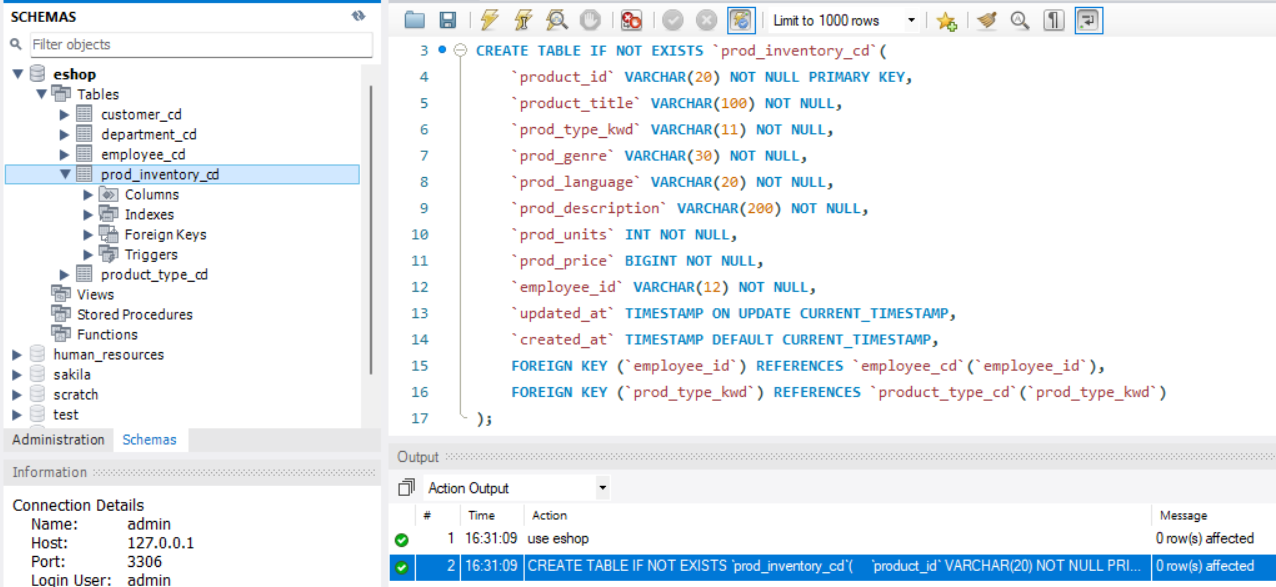 SCHEMAS
Filter objects
eshop
Tables
customer_cd
department_cd
employee_cd
prod_inventory_cd
Columns
Indexes
Foreign Keys
Triggers
product_type_cd
Views
Stored Procedures
Functions
human_resources
sakila
scratch
test
Administration Schemas
Information
Connection Details
Name: admin
Host: 127.0.0.1
Port: 3306
Login User: admin
Limit to 1000 rows
3 CREATE TABLE IF NOT EXISTS `prod_inventory_cd`(
4 `product_id` VARCHAR(20) NOT NULL PRIMARY KEY,
5 `product_title` VARCHAR(100) NOT NULL,
6 `prod_type_kwd` VARCHAR(11) NOT NULL,
7 `prod_genre` VARCHAR(30) NOT NULL,
8 `prod_language` VARCHAR(20) NOT NULL,
9 `prod_description` VARCHAR(200) NOT NULL,
10 `prod_units` INT NOT NULL,
11 `prod_price` BIGINT NOT NULL,
12 `employee_id` VARCHAR(12) NOT NULL,
13 `updated_at` TIMESTAMP ON UPDATE CURRENT_TIMESTAMP,
14 `created_at` TIMESTAMP DEFAULT CURRENT_TIMESTAMP,
15 FOREIGN KEY (`employee_id`) REFERENCES `employee_cd`(`employee_id`),
16 FOREIGN KEY (`prod_type_kwd`) REFERENCES `product_type_cd`(`prod_type_kwd`)
17 );
Output
Action Output
# Time Action Message
1 16:31:09 use eshop 0 row(s) affected
2 16:31:09 CREATE TABLE IF NOT EXISTS `prod_inventory_cd`( `product_id` VARCHAR(20) NOT NULL PRI... 0 row(s) affected